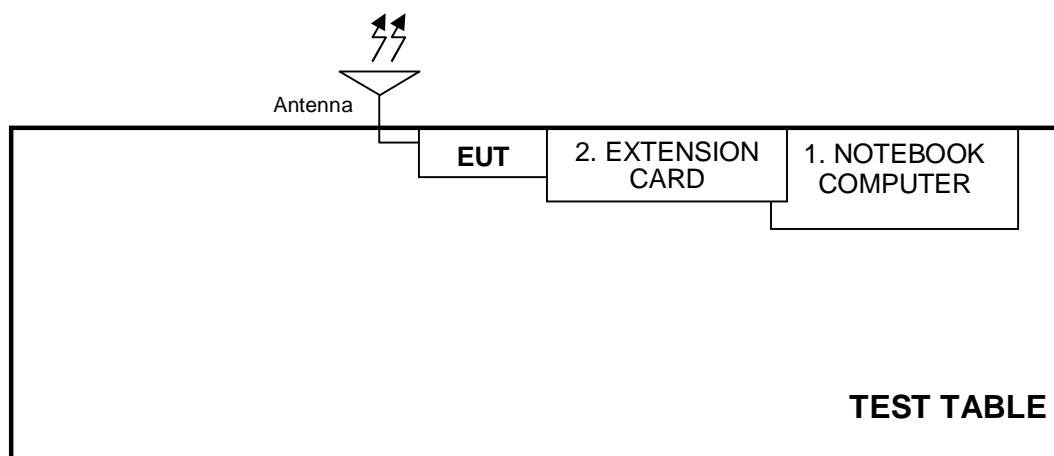 Antenna
EUT
2. EXTENSION
CARD
1. NOTEBOOK
COMPUTER
TEST TABLE